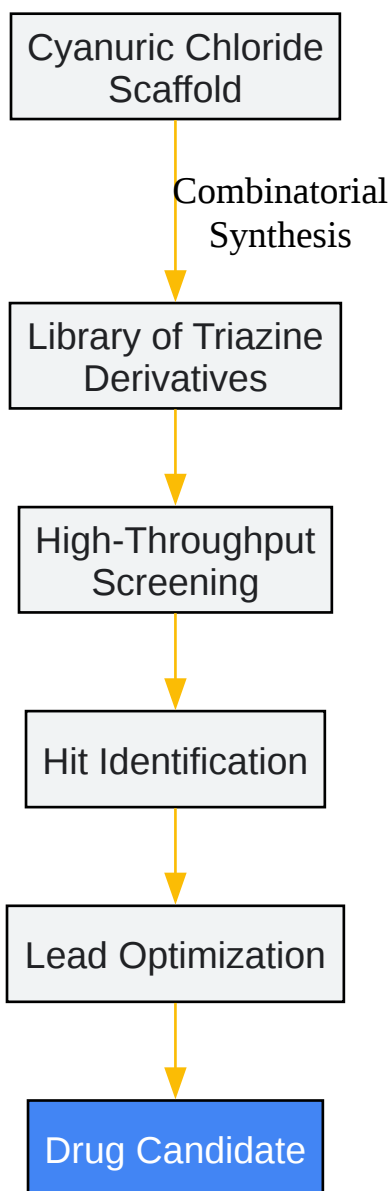 Cyanuric Chloride
Scaffold
Combinatorial
Synthesis
Library of Triazine
Derivatives
High-Throughput
Screening
Hit Identification
Lead Optimization
Drug Candidate